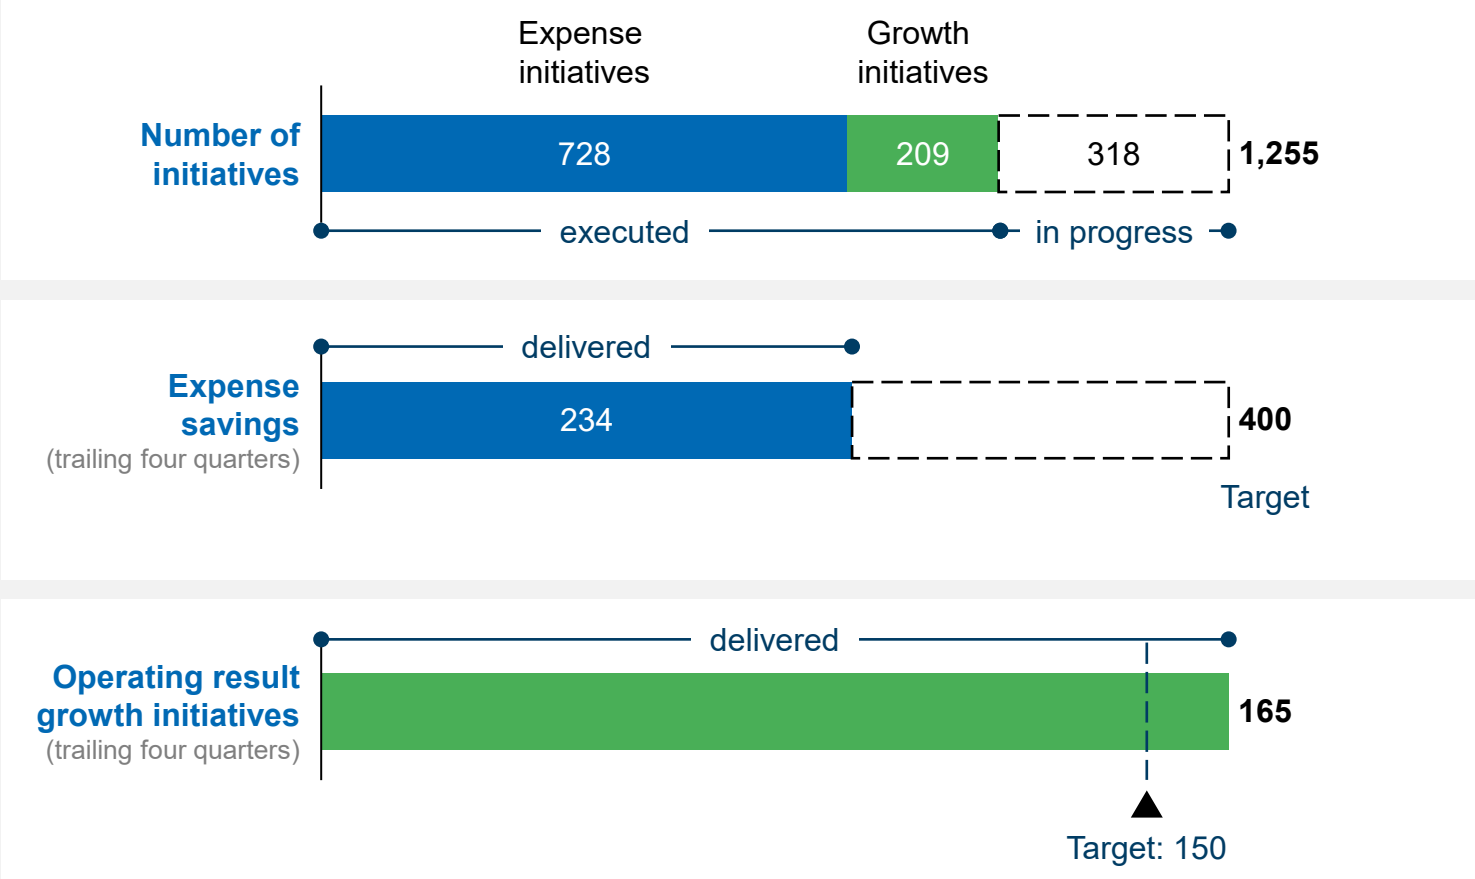 Expense
initiatives
Growth
initiatives
Number of
initiatives
728
209
318
1,255
executed
in progress
delivered
Expense
savings
(trailing four quarters)
234
400
Target
delivered
Operating result
growth initiatives
(trailing four quarters)
165
Target: 150